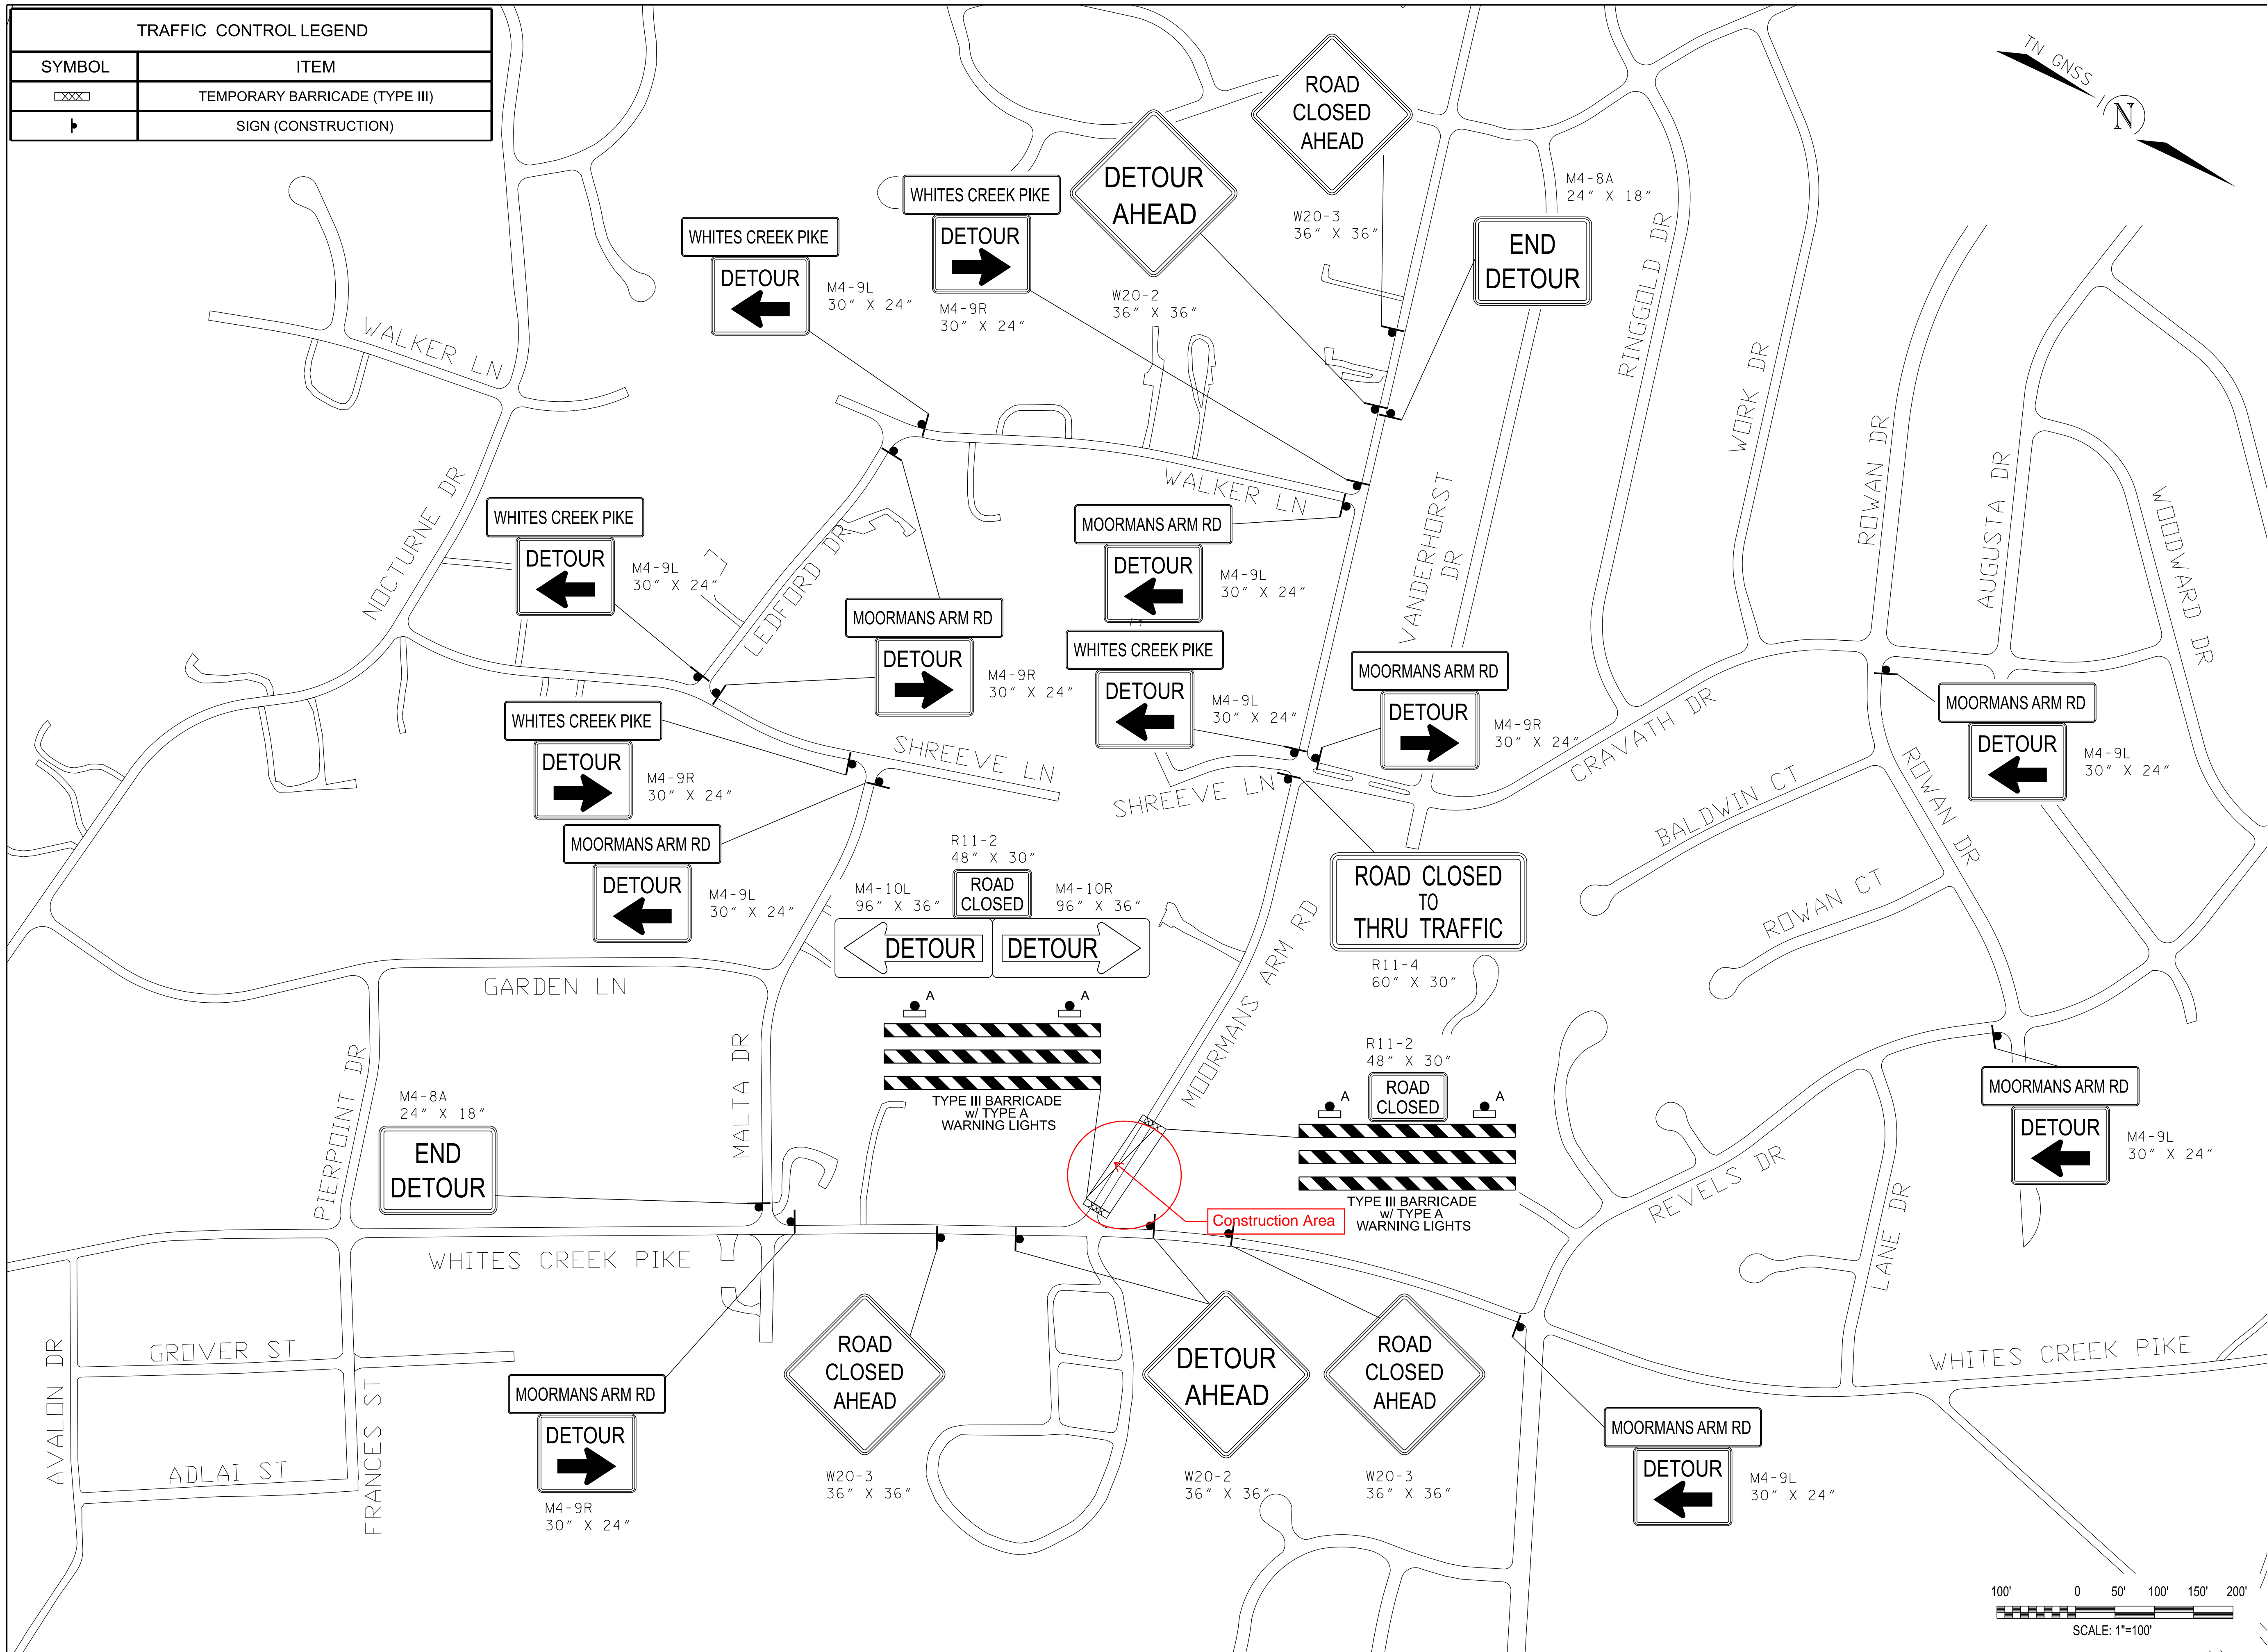 TRAFFIC CONTROL LEGEND
SYMBOL
ITEM
TEMPORARY BARRICADE (TYPE III)
SIGN (CONSTRUCTION)
TN GNSS
N
ROAD
CLOSED
AHEAD
W20-3
36" X 36"
DETOUR
AHEAD
W20-2
36" X 36"
M4-8A
24" X 18"
END
DETOUR
WHITES CREEK PIKE
DETOUR
M4-9R
30" X 24"
WHITES CREEK PIKE
DETOUR
M4-9L
30" X 24"
WALKER LN
NOCTURNE DR
LEDFORD DR
WALKER LN
VANDERHORST
DR
RINGGOLD DR
WORK DR
ROWAN DR
AUGUSTA DR
WOODWARD DR
WHITES CREEK PIKE
DETOUR
M4-9L
30" X 24"
MOORMANS ARM RD
DETOUR
M4-9L
30" X 24"
MOORMANS ARM RD
DETOUR
M4-9R
30" X 24"
WHITES CREEK PIKE
DETOUR
M4-9L
30" X 24"
MOORMANS ARM RD
DETOUR
M4-9R
30" X 24"
MOORMANS ARM RD
DETOUR
M4-9L
30" X 24"
WHITES CREEK PIKE
DETOUR
M4-9R
30" X 24"
SHREEVE LN
SHREEVE LN
CRAVATH DR
BALDWIN CT
ROWAN DR
ROWAN CT
MOORMANS ARM RD
DETOUR
M4-9L
30" X 24"
R11-2
48" X 30"
M4-10L
96" X 36"
ROAD
CLOSED
M4-10R
96" X 36"
DETOUR
DETOUR
A
A
TYPE III BARRICADE
w/ TYPE A
WARNING LIGHTS
ROAD CLOSED
TO
THRU TRAFFIC
R11-4
60" X 30"
MOORMANS ARM RD
GARDEN LN
PIERPOINT DR
MALTA DR
R11-2
48" X 30"
ROAD
CLOSED
A
A
TYPE III BARRICADE
w/ TYPE A
WARNING LIGHTS
Construction Area
MOORMANS ARM RD
DETOUR
M4-9L
30" X 24"
M4-8A
24" X 18"
END
DETOUR
REVELS DR
LANE DR
WHITES CREEK PIKE
WHITES CREEK PIKE
AVALON DR
GROVER ST
ADLAI ST
FRANCES ST
MOORMANS ARM RD
DETOUR
M4-9R
30" X 24"
ROAD
CLOSED
AHEAD
W20-3
36" X 36"
DETOUR
AHEAD
W20-2
36" X 36"
ROAD
CLOSED
AHEAD
W20-3
36" X 36"
MOORMANS ARM RD
DETOUR
M4-9L
30" X 24"
100' 0 50' 100' 150' 200'
SCALE: 1"=100'